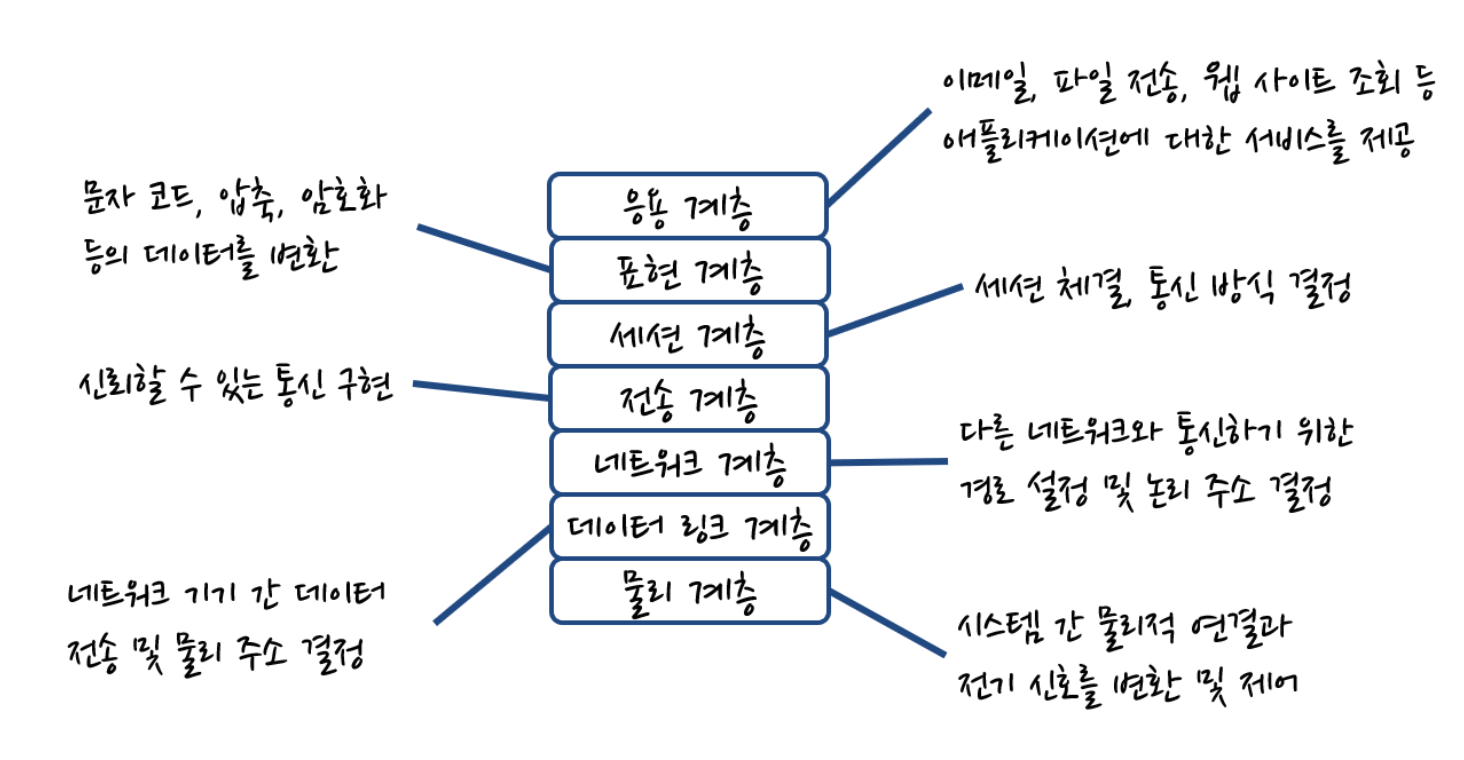 이메일, 파일 전송, 웹 사이트 조회 등
애플리케이션에 대한 서비스를 제공
응용 계층
문자 코드, 압축, 암호화
등의 데이터를 변환
표현 계층
세션 체결, 통신 방식 결정
세션 계층
신뢰할 수 있는 통신 구현
전송 계층
다른 네트워크와 통신하기 위한
경로 설정 및 논리 주소 결정
네트워크 계층
데이터 링크 계층
네트워크 기기 간 데이터
전송 및 물리 주소 결정
물리 계층
시스템 간 물리적 연결과
전기 신호를 변환 및 제어